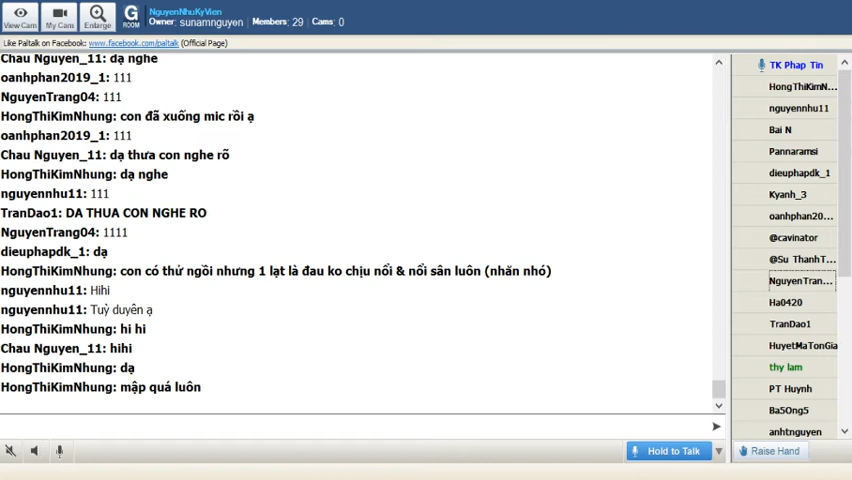 View Cam
My Cam
Enlarge
G
ROOM
NguyenNhuKyVien
Owner: sunamnguyen Members: 29 Cams: 0
Like Paltalk on Facebook: www.facebook.com/paltalk (Official Page)
Chau Nguyen_11: dạ nghe
oanhphan2019_1: 111
NguyenTrang04: 111
HongThiKimNhung: con đã xuống mic rồi ạ
oanhphan2019_1: 111
Chau Nguyen_11: dạ thưa con nghe rõ
HongThiKimNhung: dạ nghe
nguyennhu11: 111
TranDao1: DA THUA CON NGHE RO
NguyenTrang04: 1111
dieuphapdk_1: dạ
HongThiKimNhung: con có thử ngồi nhưng 1 lạt là đau ko chịu nổi & nổi sân luôn (nhăn nhó)
nguyennhu11: Hihi
nguyennhu11: Tuỳ duyên ạ
HongThiKimNhung: hi hi
Chau Nguyen_11: hihi
HongThiKimNhung: dạ
HongThiKimNhung: mập quá luôn
Hold to Talk
TK Phap Tin
HongThiKimN...
nguyennhu11
Bai N
Pannaramsi
dieuphapdk_1
Kyanh_3
oanhphan20...
@cavinator
@Su ThanhT...
NguyenTran...
Ha0420
TranDao1
HuyetMaTonGia
thy lam
PT Huynh
Ba5Ong5
anhtnguyen
Raise Hand